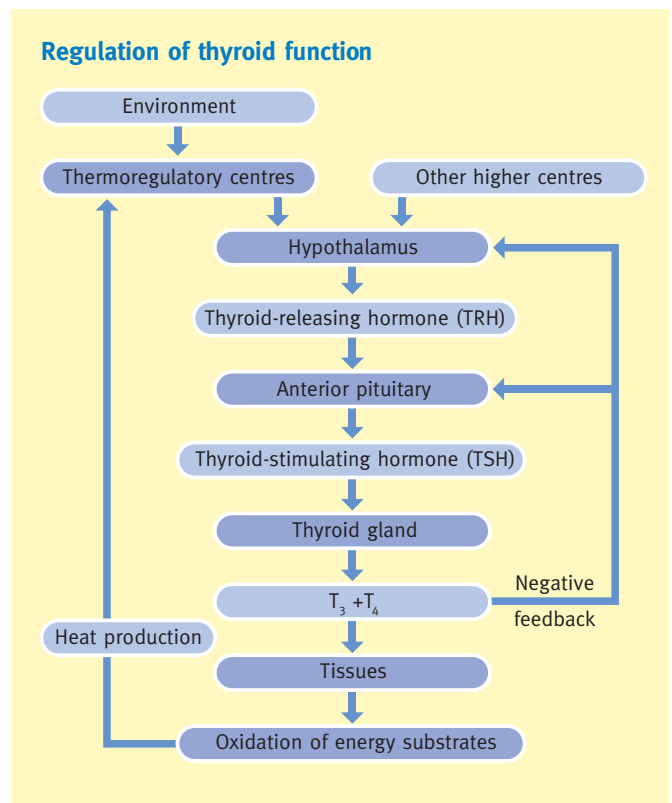 Regulation of thyroid function
Environment
Thermoregulatory centres
Other higher centres
Hypothalamus
Thyroid-releasing hormone (TRH)
Anterior pituitary
Thyroid-stimulating hormone (TSH)
Thyroid gland
T₃ +T₄
Negative
feedback
Heat production
Tissues
Oxidation of energy substrates